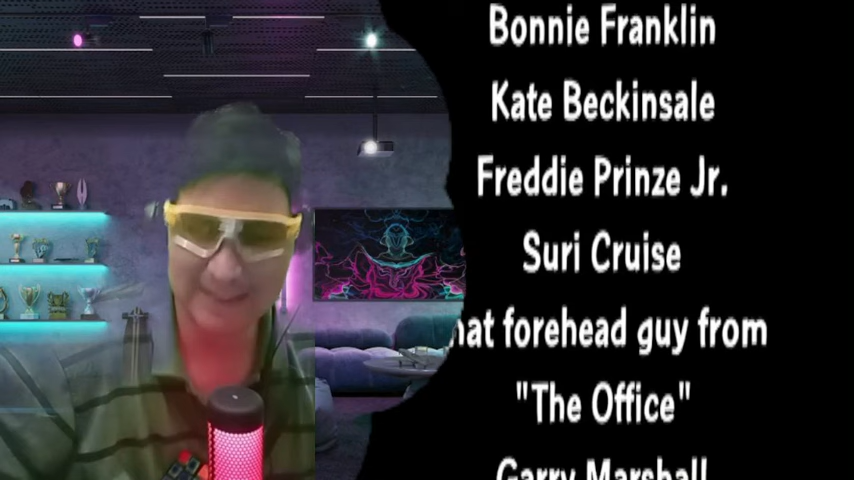 Bonnie Franklin
Kate Beckinsale
Freddie Prinze Jr.
Suri Cruise
hat forehead guy from
"The Office"
Garry Marshall